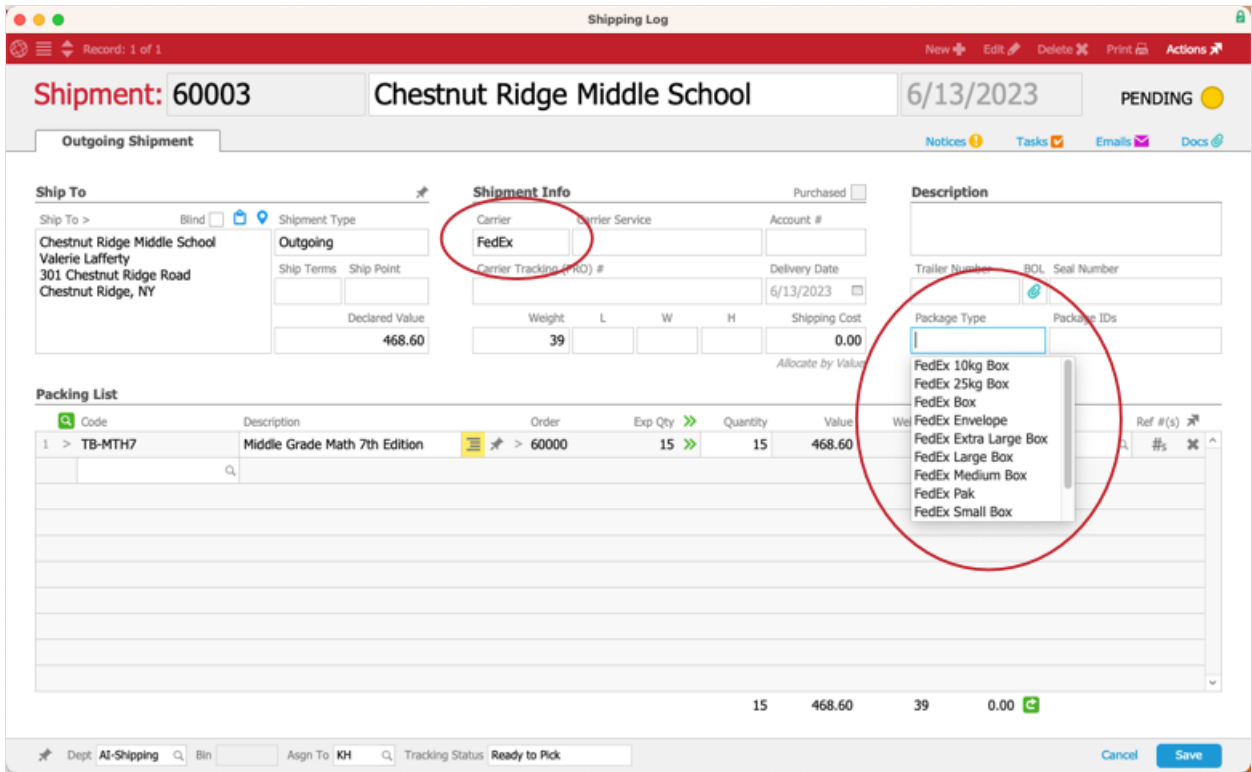 Shipping Log
Record: 1 of 1 New Edit Delete Print Actions
Shipment: 60003 Chestnut Ridge Middle School 6/13/2023 PENDING
Outgoing Shipment Notices Tasks Emails Docs
Ship To Shipment Info Purchased Description
Ship To > Blind Shipment Type Carrier Carrier Service Account #
Chestnut Ridge Middle School Outgoing FedEx
Valerie Lafferty
301 Chestnut Ridge Road
Chestnut Ridge, NY
Ship Terms Ship Point Carrier Tracking (PRO) # Delivery Date Trailer Number BOL Seal Number
6/13/2023
Declared Value Weight L W H Shipping Cost Package Type Package IDs
468.60 39 0.00
Allocate by Value
FedEx 10kg Box
FedEx 25kg Box
FedEx Box
FedEx Envelope
FedEx Extra Large Box
FedEx Large Box
FedEx Medium Box
FedEx Pak
FedEx Small Box
Packing List
Code Description Order Exp Qty Quantity Value Ref #(s)
1 > TB-MTH7 Middle Grade Math 7th Edition > 60000 15 15 468.60 #s
15 468.60 39 0.00
Dept AI-Shipping Bin Asgn To KH Tracking Status Ready to Pick Cancel Save